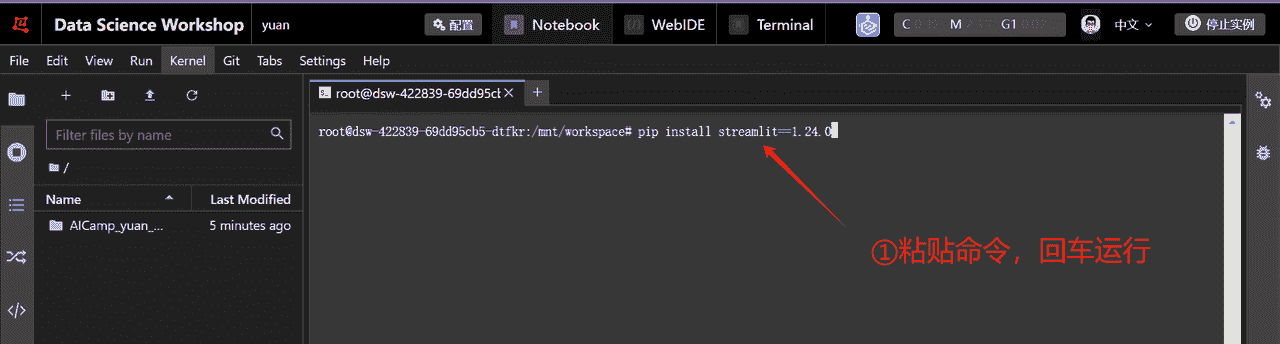 Data Science Workshop yuan 配置 Notebook WebIDE Terminal C M G1 中文 停止实例
File Edit View Run Kernel Git Tabs Settings Help
root@dsw-422839-69dd95cb
Filter files by name
root@dsw-422839-69dd95cb5-dtfkr:/mnt/workspace# pip install streamlit==1.24.0
/
Name Last Modified
AICamp_yuan_... 5 minutes ago
①粘贴命令，回车运行